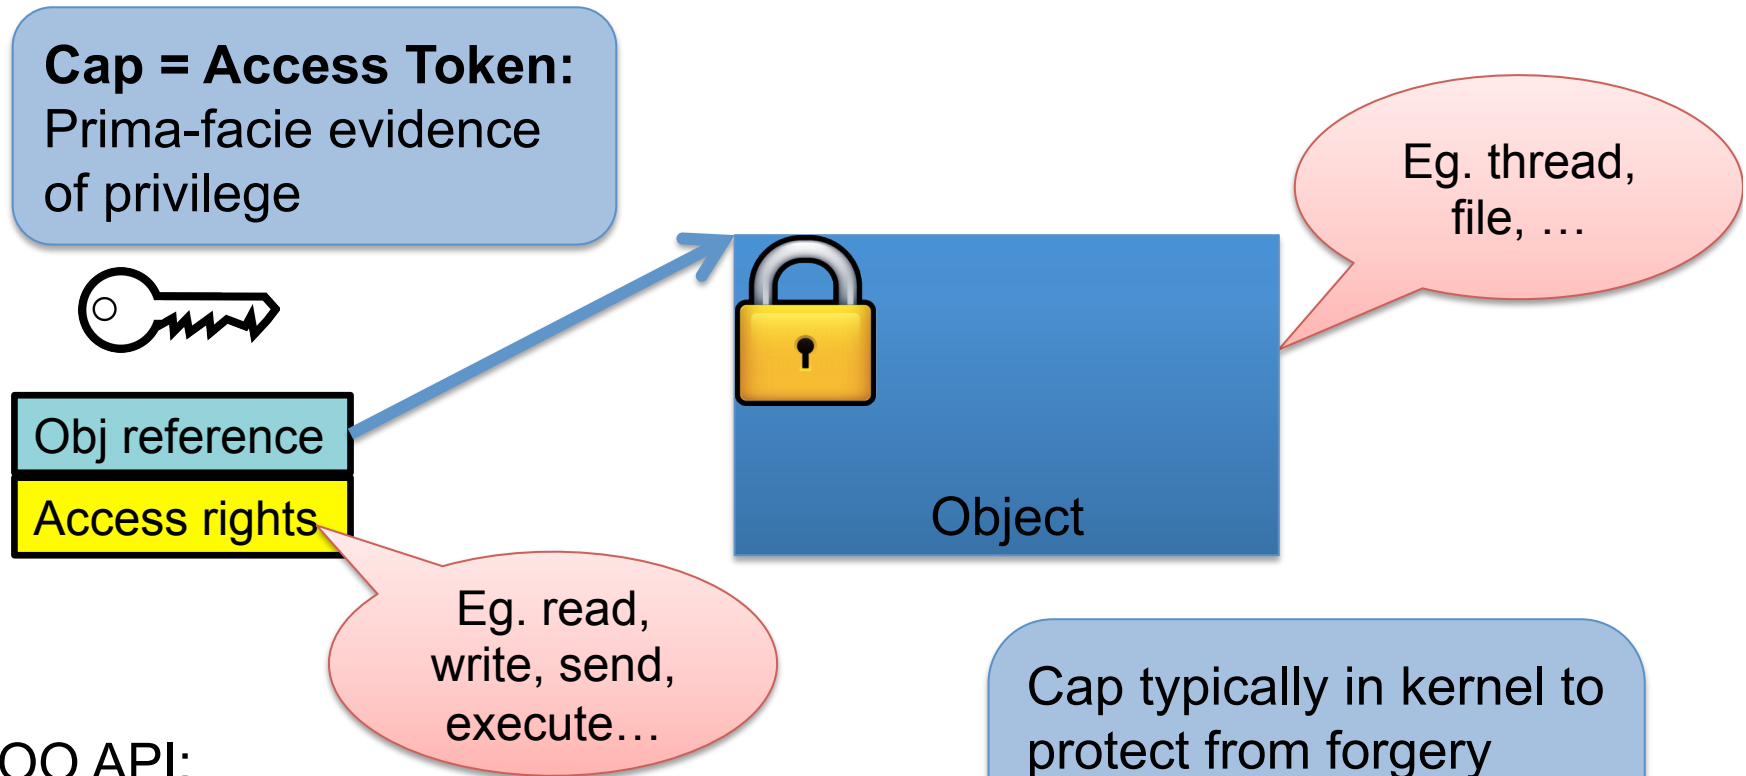 Cap = Access Token:
Prima-facie evidence
of privilege
Eg. thread,
file, …
Obj reference
Access rights
Object
Eg. read,
write, send,
execute…
OO API:
Cap typically in kernel to
protect from forgery